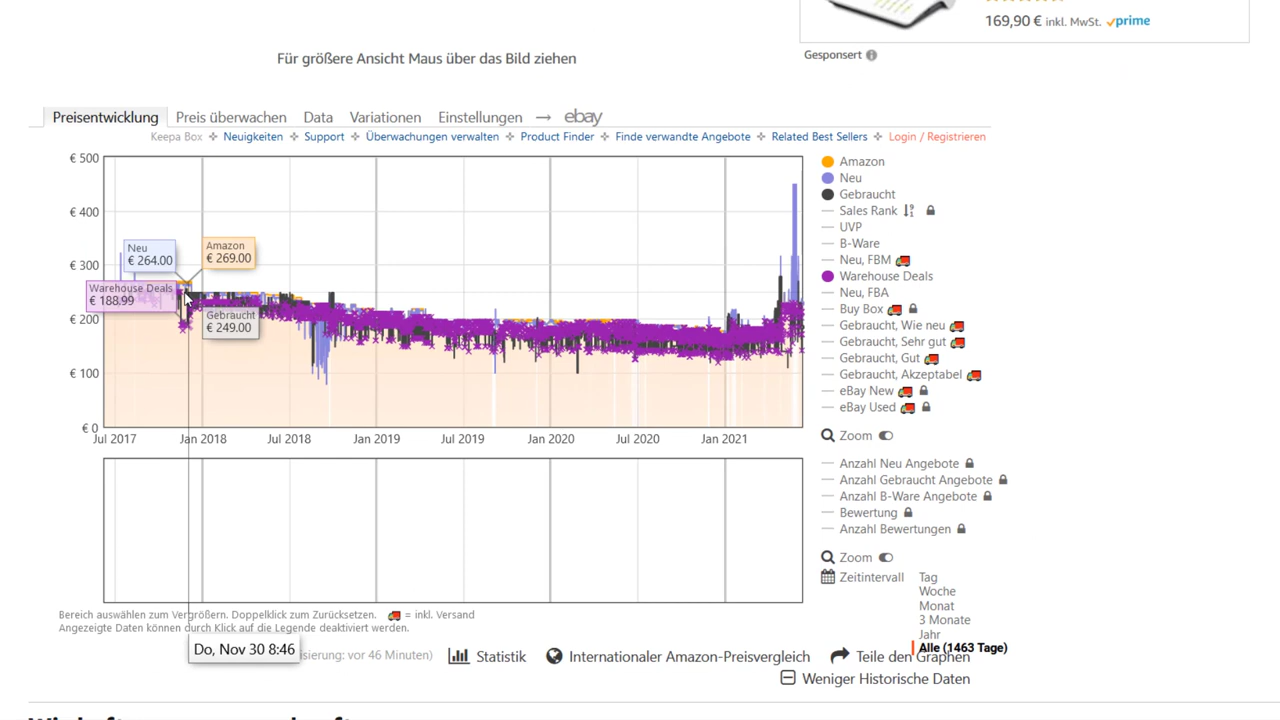 169,90 € inkl. MwSt. prime
Gesponsert
Für größere Ansicht Maus über das Bild ziehen
Preisentwicklung Preis überwachen Data Variationen Einstellungen → ebay
Keepa Box Neuigkeiten Support Überwachungen verwalten Product Finder Finde verwandte Angebote Related Best Sellers Login / Registrieren
€ 500
€ 400
€ 300
€ 200
€ 100
€ 0
Neu
€ 264.00
Amazon
€ 269.00
Warehouse Deals
€ 188.99
Gebraucht
€ 249.00
Jul 2017 Jan 2018 Jul 2018 Jan 2019 Jul 2019 Jan 2020 Jul 2020 Jan 2021
Amazon
Neu
Gebraucht
Sales Rank
UVP
B-Ware
Neu, FBM
Warehouse Deals
Neu, FBA
Buy Box
Gebraucht, Wie neu
Gebraucht, Sehr gut
Gebraucht, Gut
Gebraucht, Akzeptabel
eBay New
eBay Used
Zoom
Anzahl Neu Angebote
Anzahl Gebraucht Angebote
Anzahl B-Ware Angebote
Bewertung
Anzahl Bewertungen
Zoom
Zeitintervall
Tag
Woche
Monat
3 Monate
Jahr
Alle (1463 Tage)
Bereich auswählen zum Vergrößern. Doppelklick zum Zurücksetzen. = inkl. Versand
Angezeigte Daten können durch Klick auf die Legende deaktiviert werden.
Do, Nov 30 8:46
isierung: vor 46 Minuten) Statistik Internationaler Amazon-Preisvergleich Teile den Graphen
Weniger Historische Daten